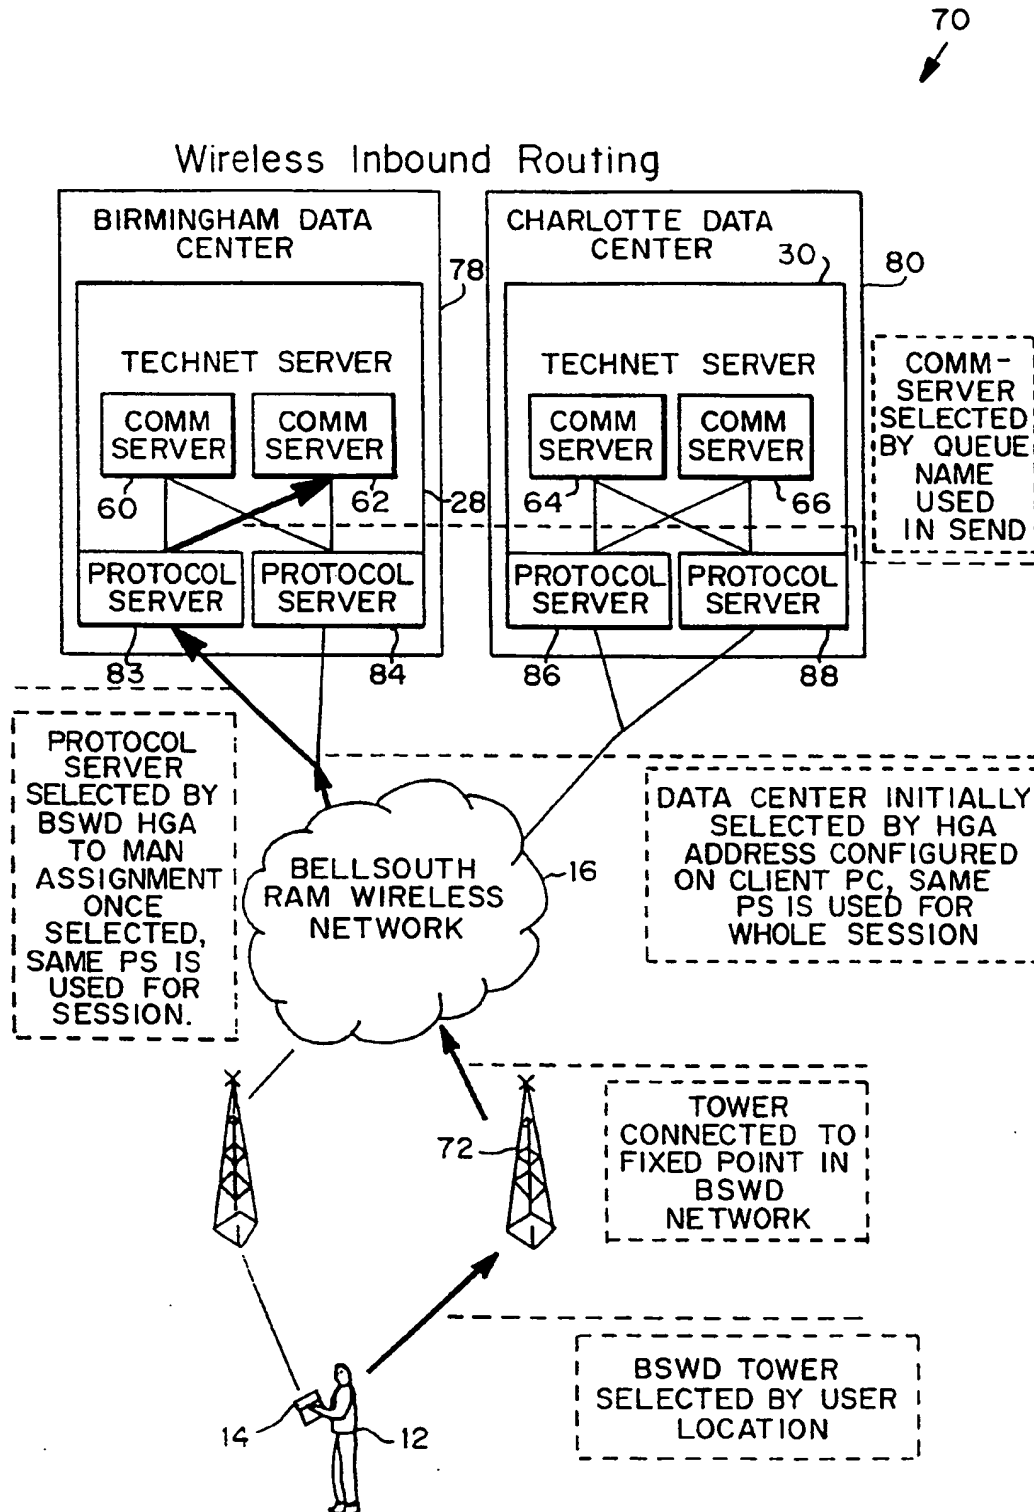 70
Wireless Inbound Routing
BIRMINGHAM DATA
CENTER
78
TECHNET SERVER
COMM
SERVER
COMM
SERVER
60
62
28
PROTOCOL
SERVER
PROTOCOL
SERVER
83
84
CHARLOTTE DATA
CENTER
30
80
TECHNET SERVER
COMM
SERVER
COMM
SERVER
64
66
PROTOCOL
SERVER
PROTOCOL
SERVER
86
88
COMM-
SERVER
SELECTED
BY QUEUE
NAME
USED
IN SEND
PROTOCOL
SERVER
SELECTED BY
BSWD HGA
TO MAN
ASSIGNMENT
ONCE
SELECTED,
SAME PS IS
USED FOR
SESSION.
BELLSOUTH
RAM WIRELESS
NETWORK
16
DATA CENTER INITIALLY
SELECTED BY HGA
ADDRESS CONFIGURED
ON CLIENT PC, SAME
PS IS USED FOR
WHOLE SESSION
72
TOWER
CONNECTED TO
FIXED POINT IN
BSWD
NETWORK
14
12
BSWD TOWER
SELECTED BY USER
LOCATION